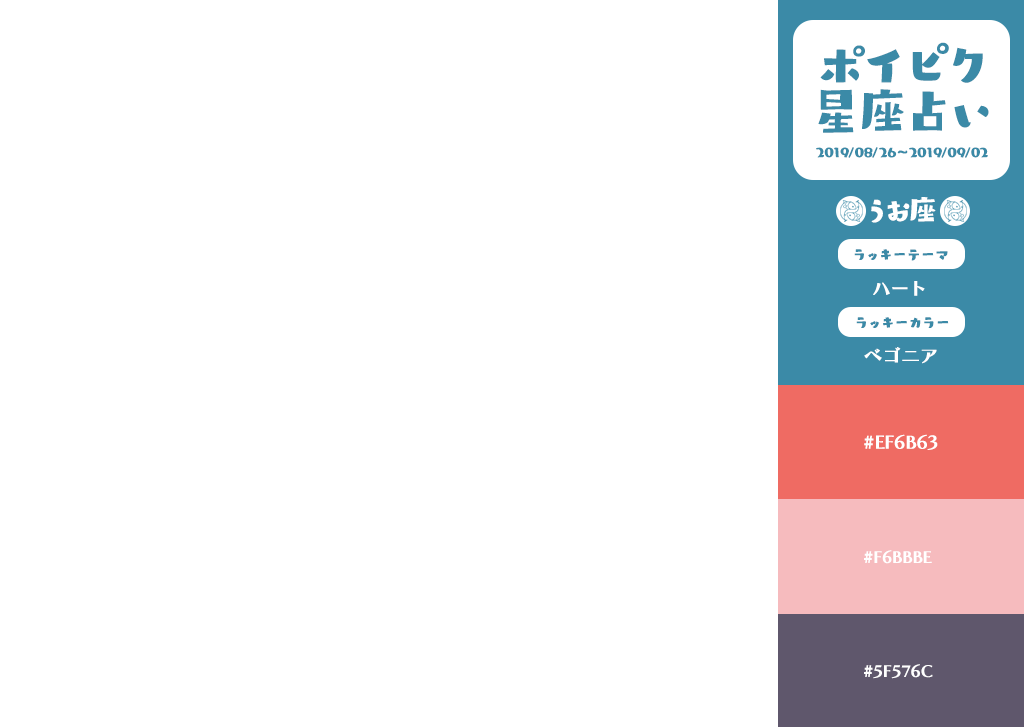 ポイピク
星座占い
2019/08/26~2019/09/02
うお座
ラッキーテーマ
ハート
ラッキーカラー
ベゴニア
#EF6B63
#F6BBBE
#5F576C